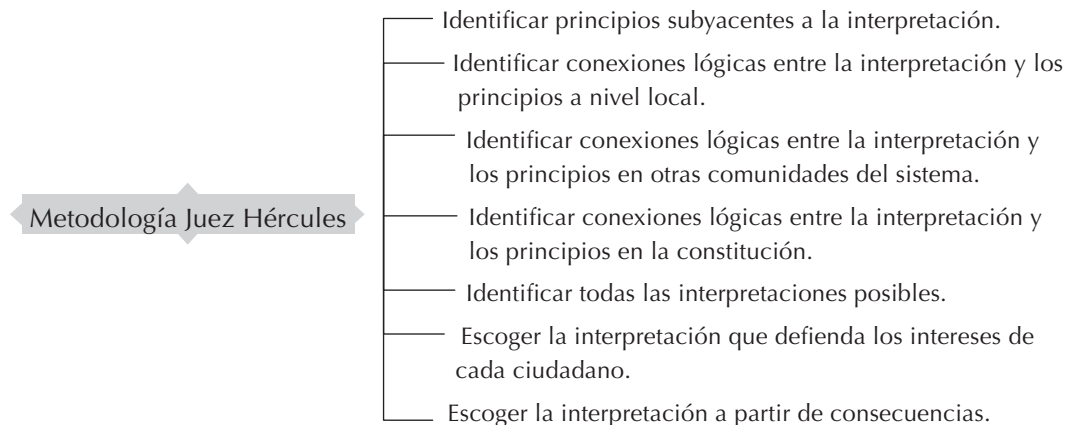 Identificar principios subyacentes a la interpretación.
Identificar conexiones lógicas entre la interpretación y los
principios a nivel local.
Identificar conexiones lógicas entre la interpretación y
los principios en otras comunidades del sistema.
Metodología Juez Hércules
Identificar conexiones lógicas entre la interpretación y
los principios en la constitución.
Identificar todas las interpretaciones posibles.
Escoger la interpretación que defienda los intereses de
cada ciudadano.
Escoger la interpretación a partir de consecuencias.